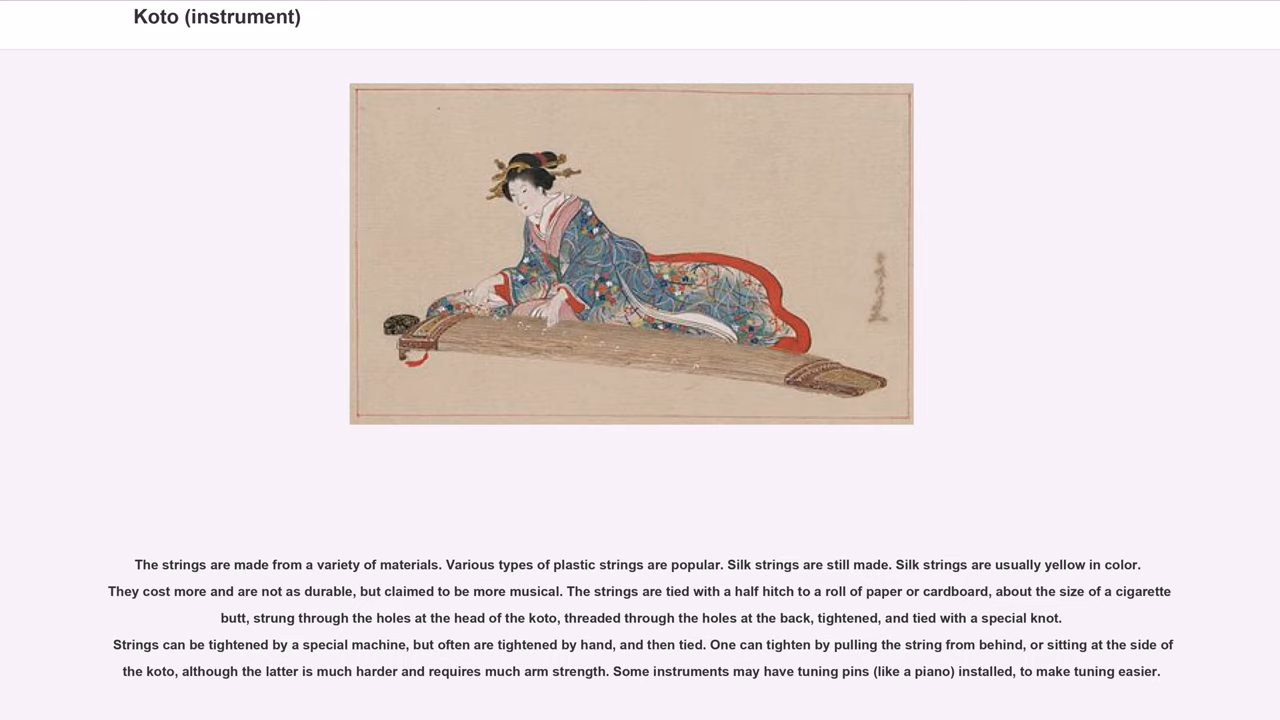 Koto (instrument)
The strings are made from a variety of materials. Various types of plastic strings are popular. Silk strings are still made. Silk strings are usually yellow in color.
They cost more and are not as durable, but claimed to be more musical. The strings are tied with a half hitch to a roll of paper or cardboard, about the size of a cigarette
butt, strung through the holes at the head of the koto, threaded through the holes at the back, tightened, and tied with a special knot.
Strings can be tightened by a special machine, but often are tightened by hand, and then tied. One can tighten by pulling the string from behind, or sitting at the side of
the koto, although the latter is much harder and requires much arm strength. Some instruments may have tuning pins (like a piano) installed, to make tuning easier.